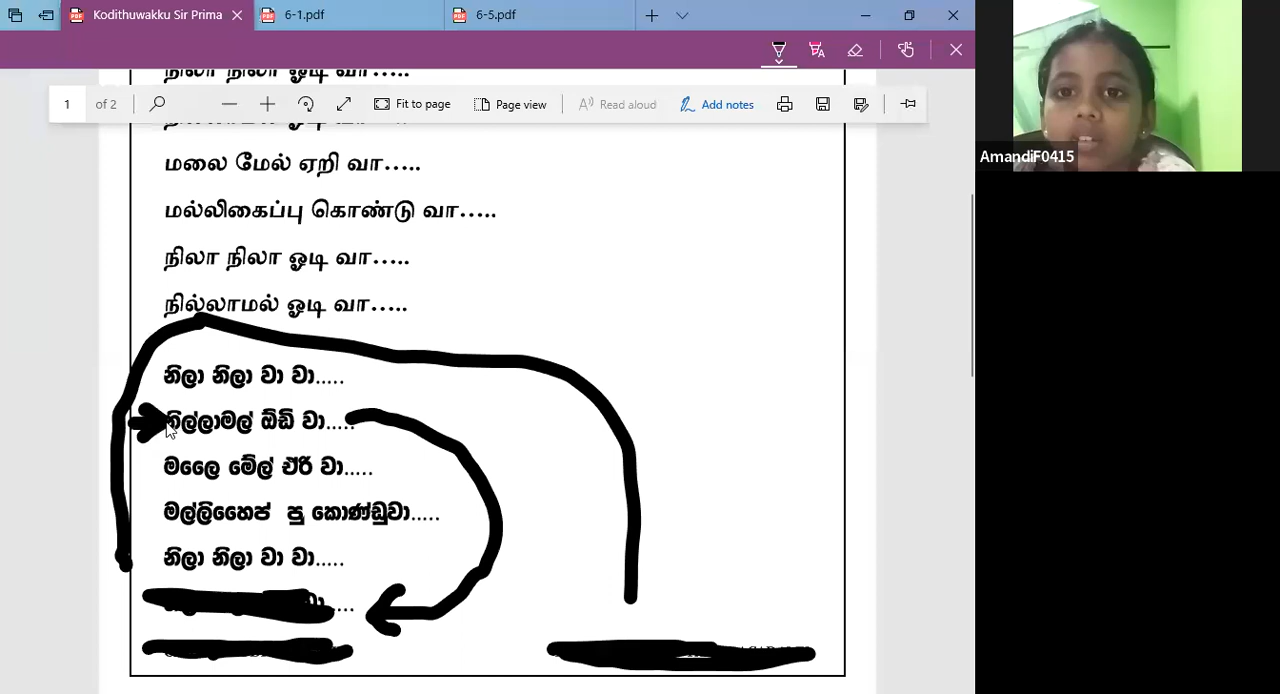 Kodithuwakku Sir Prima
6-1.pdf
6-5.pdf
நிலா நிலா ஓடி வா…..
1 of 2
Fit to page
Page view
Read aloud
Add notes
மலை மேல் ஏறி வா…..
மல்லிகைப்பு கொண்டு வா…..
நிலா நிலா ஓடி வா…..
நில்லாமல் ஓடி வா…..
නිලා නිලා වා වා.....
නිල්ලාමල් ඕඩි වා.....
මලෛ මේල් ඒරි වා.....
මල්ලිහෛප් පු කොණ්ඩුවා.....
නිලා නිලා වා වා.....
AmandiF0415